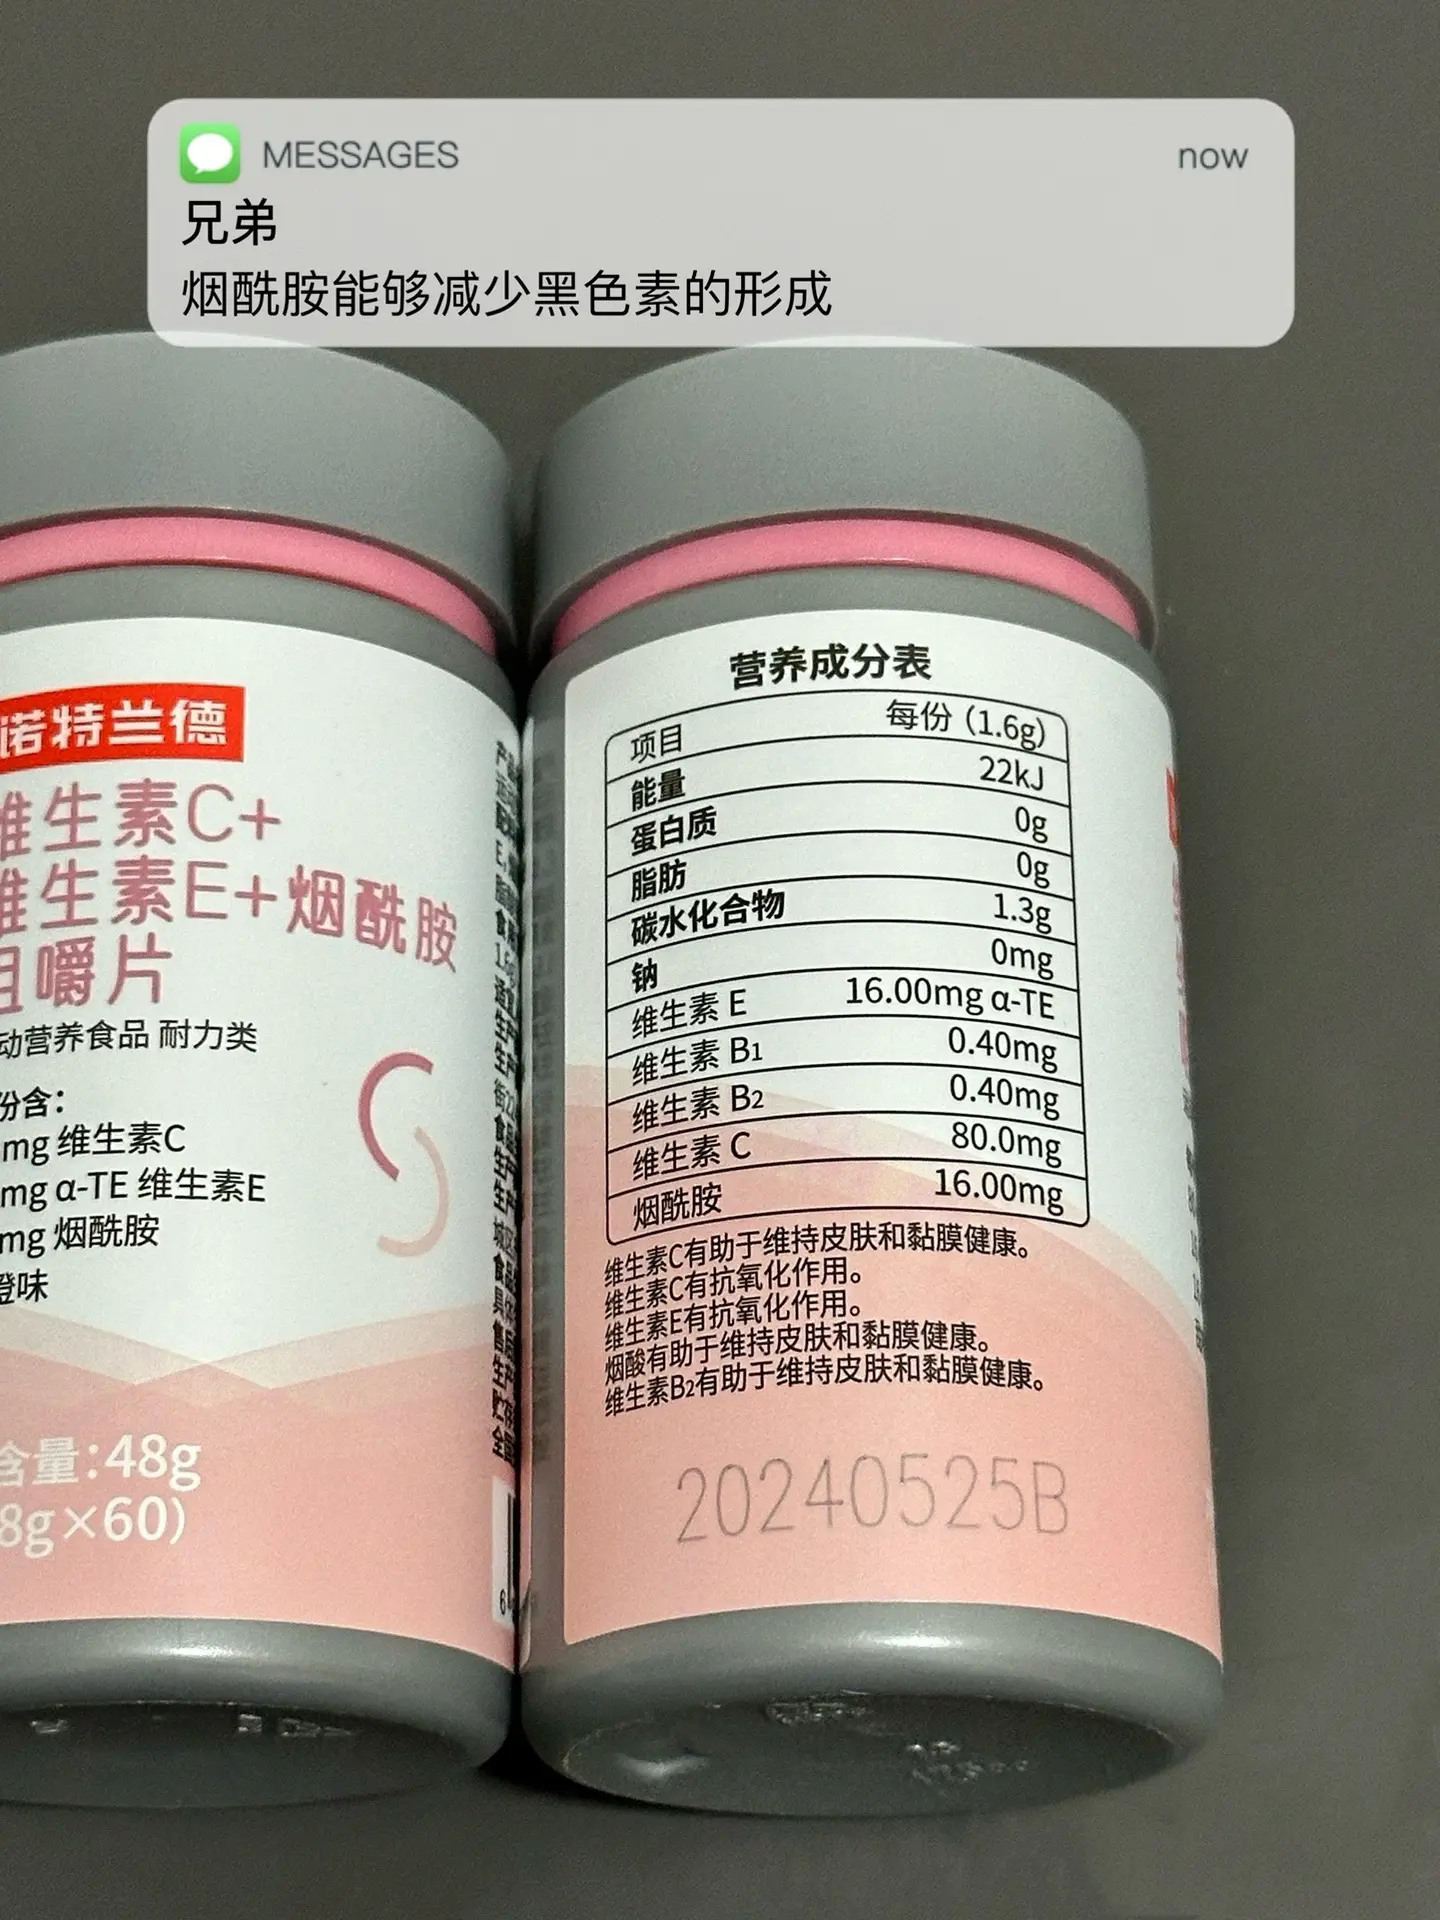 MESSAGES
now
兄弟
烟酰胺能够减少黑色素的形成
诺特兰德
维生素C+
维生素E+烟酰胺
咀嚼片
动营养食品 耐力类
份含:
mg 维生素C
mg α-TE 维生素E
mg 烟酰胺
橙味
含量:48g
8g×60)
营养成分表
项目 每份 (1.6g)
能量 22kJ
蛋白质 0g
脂肪 0g
碳水化合物 1.3g
钠 0mg
维生素 E 16.00mg α-TE
维生素 B1 0.40mg
维生素 B2 0.40mg
维生素 C 80.0mg
烟酰胺 16.00mg
维生素C有助于维持皮肤和黏膜健康。
维生素C有抗氧化作用。
维生素E有抗氧化作用。
烟酸有助于维持皮肤和黏膜健康。
维生素B2有助于维持皮肤和黏膜健康。
20240525B